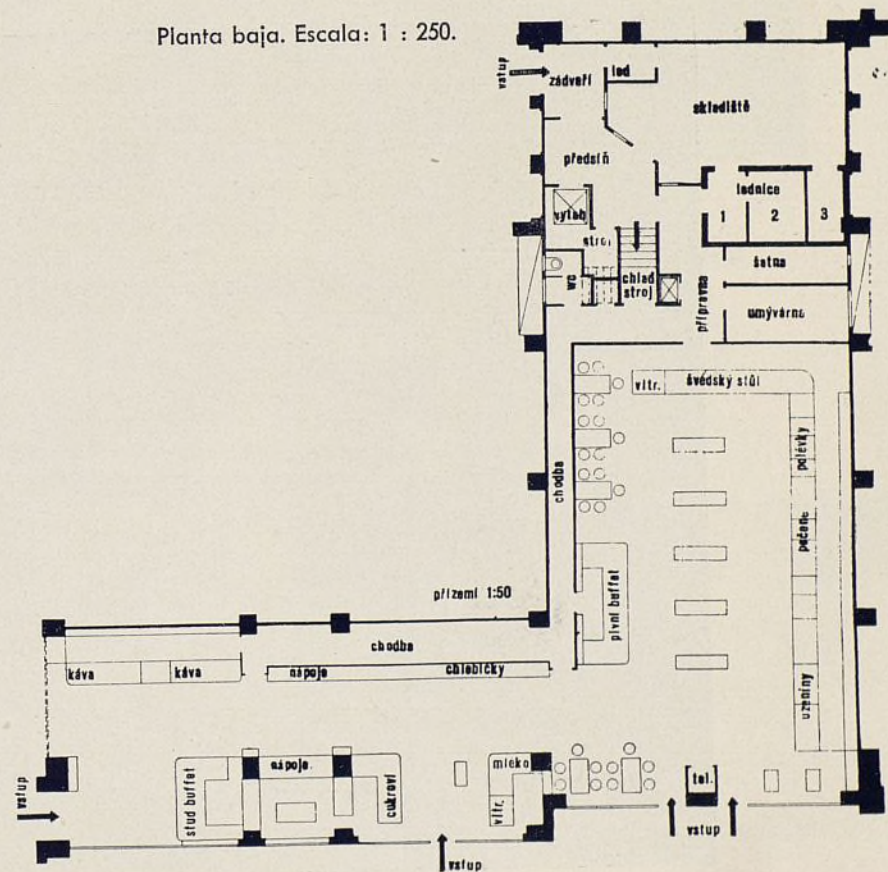 Planta baja. Escala: 1 : 250.
vstup
zádveří
led
skladiště
předsíň
lednice
1
2
3
výtah
stroj
šatna
wc
chlad
stroj
přípravna
umývárna
vitr.
švédský stůl
polévky
chodba
pečeně
přízemí 1:50
pivní buffet
chodba
káva
káva
nápoje
chlebíčky
uzeniny
nápoje.
mleko
tel.
vstup
stud buffet
cukroví
vitr.
vstup
vstup